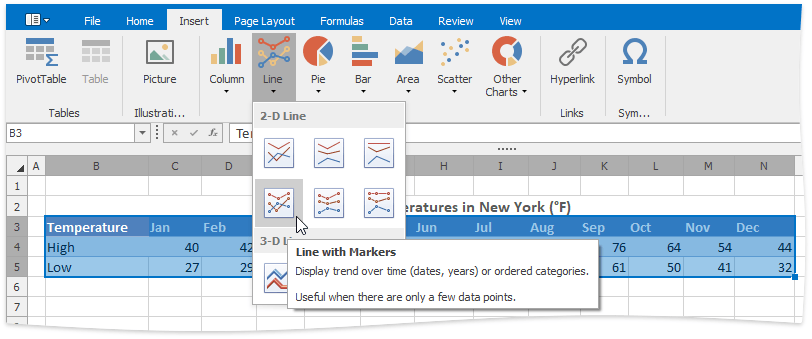 File Home Insert Page Layout Formulas Data Review View
PivotTable Table Picture Column Line Pie Bar Area Scatter Other Charts Hyperlink Symbol
Tables Illustrati... Links Sym...
B3 fx Te
2-D Line
A B C D H I J K L M N
1
2 peratures in New York (°F)
3 Temperature Jan Feb Jun Jul Aug Sep Oct Nov Dec
4 High 40 42 76 64 54 44
5 Low 27 29 61 50 41 32
6
7
3-D Li
Line with Markers
Display trend over time (dates, years) or ordered categories.
Useful when there are only a few data points.